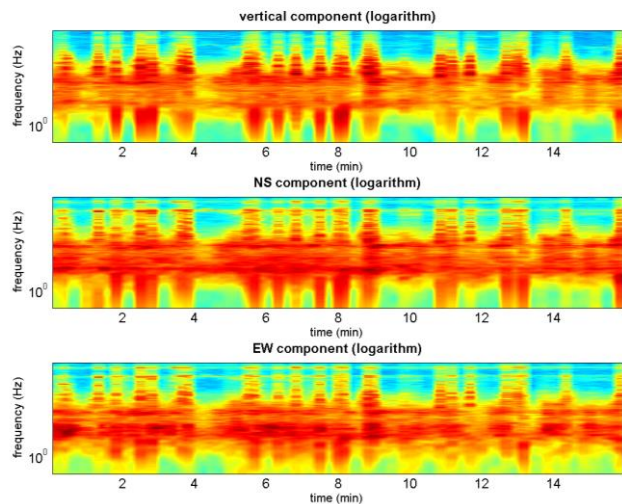 vertical component (logarithm)
frequency (Hz)
10⁰
2 4 6 8 10 12 14
time (min)
NS component (logarithm)
frequency (Hz)
10⁰
2 4 6 8 10 12 14
time (min)
EW component (logarithm)
frequency (Hz)
10⁰
2 4 6 8 10 12 14
time (min)